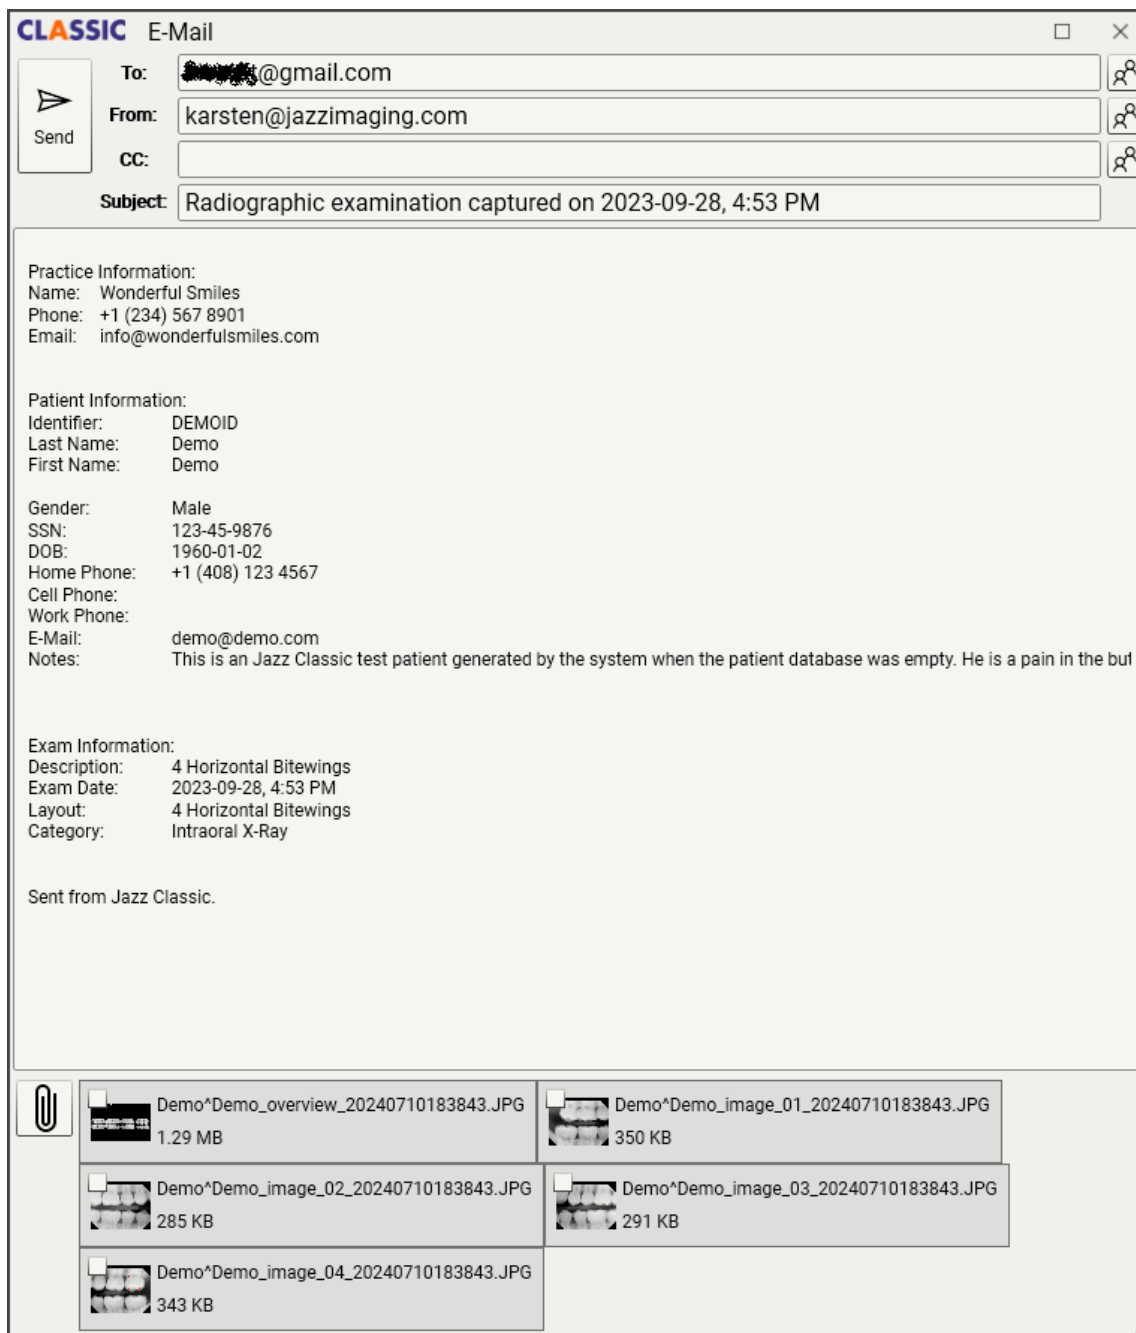 CLASSIC E-Mail
Send
To: @gmail.com
From: karsten@jazzimaging.com
CC:
Subject: Radiographic examination captured on 2023-09-28, 4:53 PM
Practice Information:
Name: Wonderful Smiles
Phone: +1 (234) 567 8901
Email: info@wonderfulsmiles.com
Patient Information:
Identifier: DEMOID
Last Name: Demo
First Name: Demo
Gender: Male
SSN: 123-45-9876
DOB: 1960-01-02
Home Phone: +1 (408) 123 4567
Cell Phone:
Work Phone:
E-Mail: demo@demo.com
Notes: This is an Jazz Classic test patient generated by the system when the patient database was empty. He is a pain in the but
Exam Information:
Description: 4 Horizontal Bitewings
Exam Date: 2023-09-28, 4:53 PM
Layout: 4 Horizontal Bitewings
Category: Intraoral X-Ray
Sent from Jazz Classic.
Demo^Demo_overview_20240710183843.JPG
1.29 MB
Demo^Demo_image_01_20240710183843.JPG
350 KB
Demo^Demo_image_02_20240710183843.JPG
285 KB
Demo^Demo_image_03_20240710183843.JPG
291 KB
Demo^Demo_image_04_20240710183843.JPG
343 KB